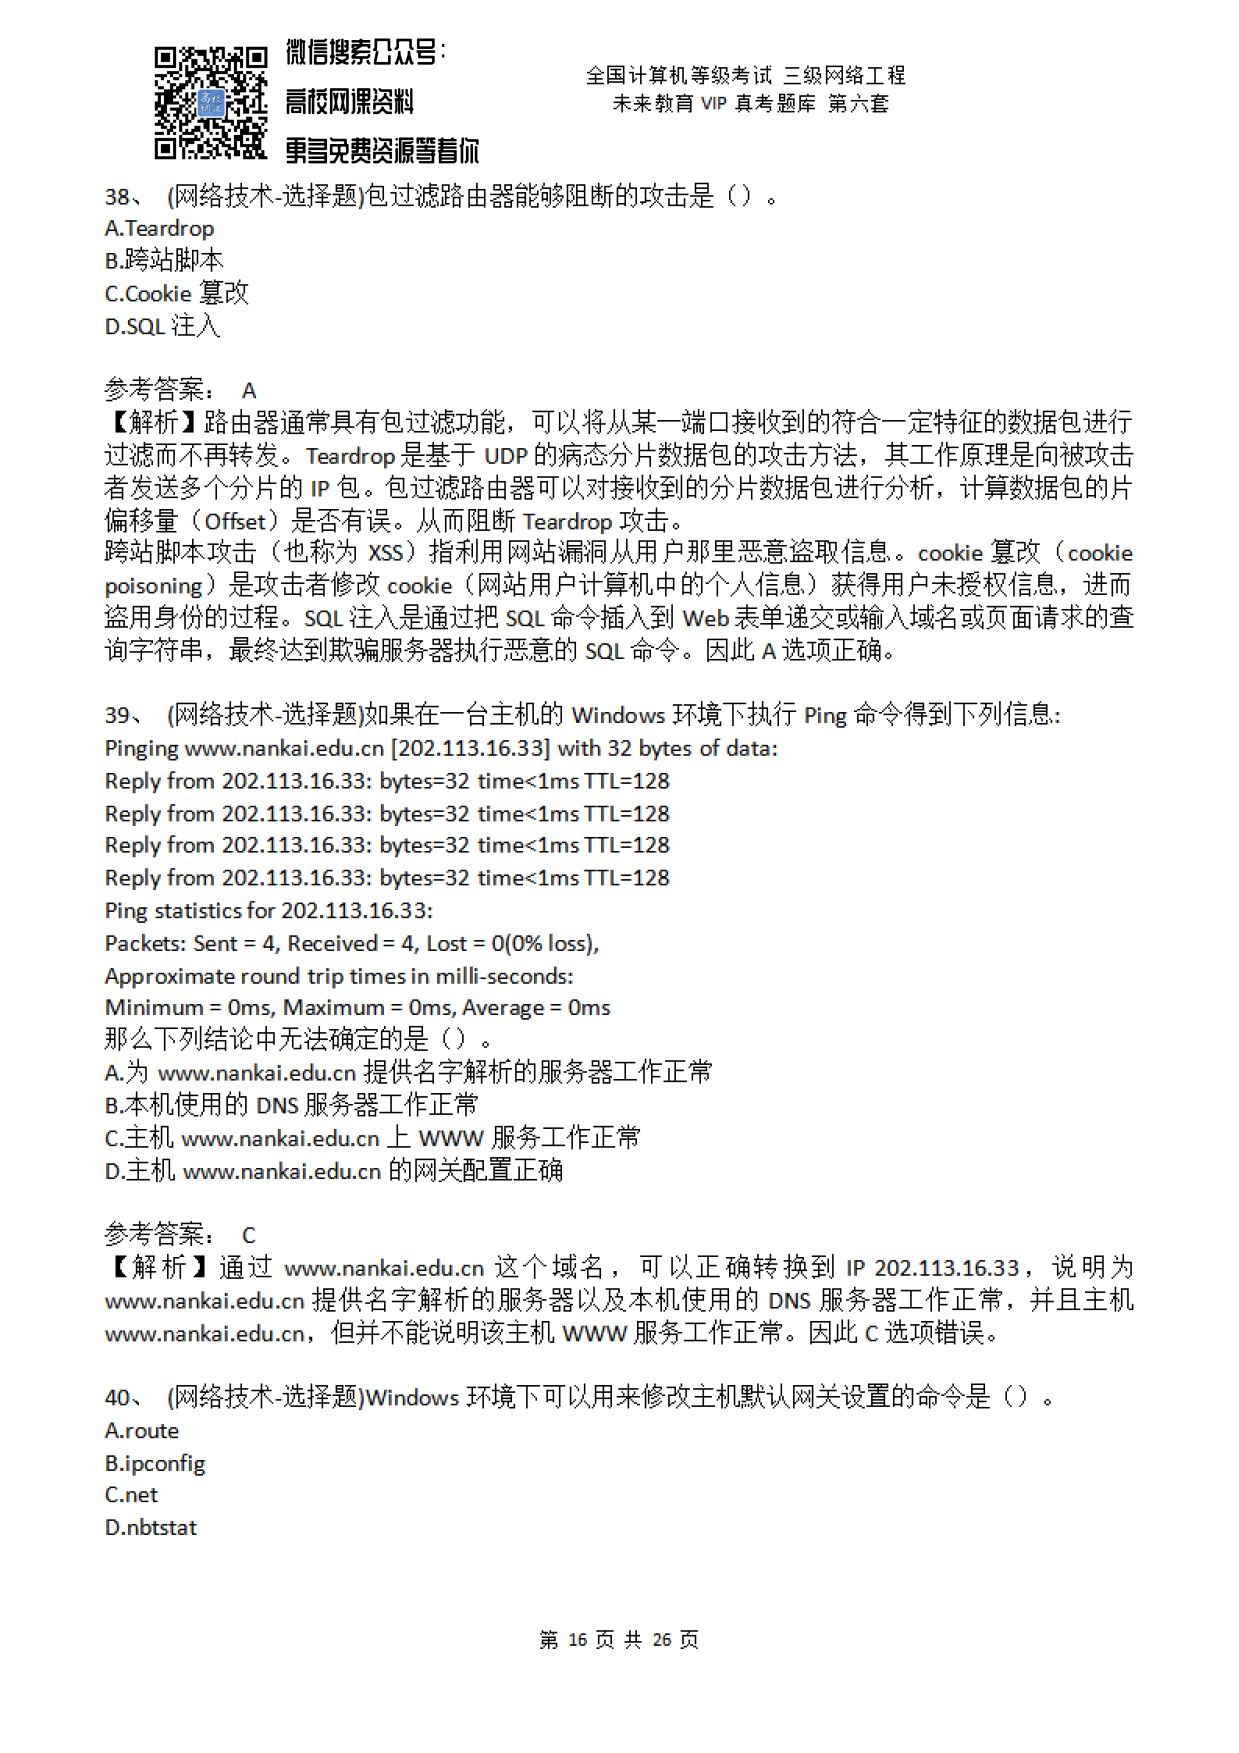 微信搜索公众号：
高校网课资料
更多免费资源等着你
全国计算机等级考试 三级网络工程
未来教育 VIP 真考题库 第六套
38、 (网络技术-选择题)包过滤路由器能够阻断的攻击是（）。
A.Teardrop
B.跨站脚本
C.Cookie 篡改
D.SQL 注入
参考答案： A
【解析】路由器通常具有包过滤功能，可以将从某一端口接收到的符合一定特征的数据包进行
过滤而不再转发。Teardrop 是基于 UDP 的病态分片数据包的攻击方法，其工作原理是向被攻击
者发送多个分片的 IP 包。包过滤路由器可以对接收到的分片数据包进行分析，计算数据包的片
偏移量（Offset）是否有误。从而阻断 Teardrop 攻击。
跨站脚本攻击（也称为 XSS）指利用网站漏洞从用户那里恶意盗取信息。cookie 篡改（cookie
poisoning）是攻击者修改 cookie（网站用户计算机中的个人信息）获得用户未授权信息，进而
盗用身份的过程。SQL 注入是通过把 SQL 命令插入到 Web 表单递交或输入域名或页面请求的查
询字符串，最终达到欺骗服务器执行恶意的 SQL 命令。因此 A 选项正确。
39、 (网络技术-选择题)如果在一台主机的 Windows 环境下执行 Ping 命令得到下列信息:
Pinging www.nankai.edu.cn [202.113.16.33] with 32 bytes of data:
Reply from 202.113.16.33: bytes=32 time<1ms TTL=128
Reply from 202.113.16.33: bytes=32 time<1ms TTL=128
Reply from 202.113.16.33: bytes=32 time<1ms TTL=128
Reply from 202.113.16.33: bytes=32 time<1ms TTL=128
Ping statistics for 202.113.16.33:
Packets: Sent = 4, Received = 4, Lost = 0(0% loss),
Approximate round trip times in milli-seconds:
Minimum = 0ms, Maximum = 0ms, Average = 0ms
那么下列结论中无法确定的是（）。
A.为 www.nankai.edu.cn 提供名字解析的服务器工作正常
B.本机使用的 DNS 服务器工作正常
C.主机 www.nankai.edu.cn 上 WWW 服务工作正常
D.主机 www.nankai.edu.cn 的网关配置正确
参考答案： C
【解析】通过 www.nankai.edu.cn 这个域名，可以正确转换到 IP 202.113.16.33，说明为
www.nankai.edu.cn 提供名字解析的服务器以及本机使用的 DNS 服务器工作正常，并且主机
www.nankai.edu.cn，但并不能说明该主机 WWW 服务工作正常。因此 C 选项错误。
40、 (网络技术-选择题)Windows 环境下可以用来修改主机默认网关设置的命令是（）。
A.route
B.ipconfig
C.net
D.nbtstat
第 16 页 共 26 页